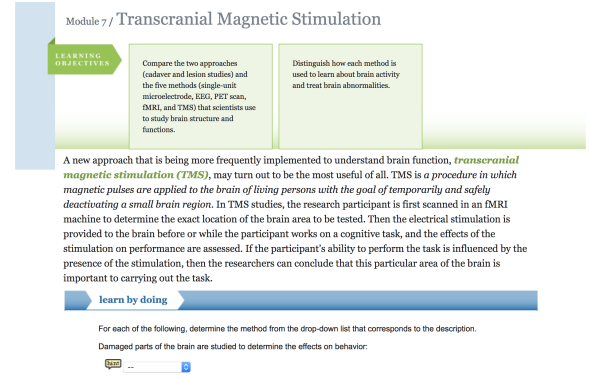 Module 7 / Transcranial Magnetic Stimulation
LEARNING
OBJECTIVES
Compare the two approaches
(cadaver and lesion studies) and
the five methods (single-unit
microelectrode, EEG, PET scan,
fMRI, and TMS) that scientists use
to study brain structure and
functions.
Distinguish how each method is
used to learn about brain activity
and treat brain abnormalities.
A new approach that is being more frequently implemented to understand brain function, transcranial
magnetic stimulation (TMS), may turn out to be the most useful of all. TMS is a procedure in which
magnetic pulses are applied to the brain of living persons with the goal of temporarily and safely
deactivating a small brain region. In TMS studies, the research participant is first scanned in an fMRI
machine to determine the exact location of the brain area to be tested. Then the electrical stimulation is
provided to the brain before or while the participant works on a cognitive task, and the effects of the
stimulation on performance are assessed. If the participant's ability to perform the task is influenced by the
presence of the stimulation, then the researchers can conclude that this particular area of the brain is
important to carrying out the task.
learn by doing
For each of the following, determine the method from the drop-down list that corresponds to the description.
Damaged parts of the brain are studied to determine the effects on behavior:
hint --